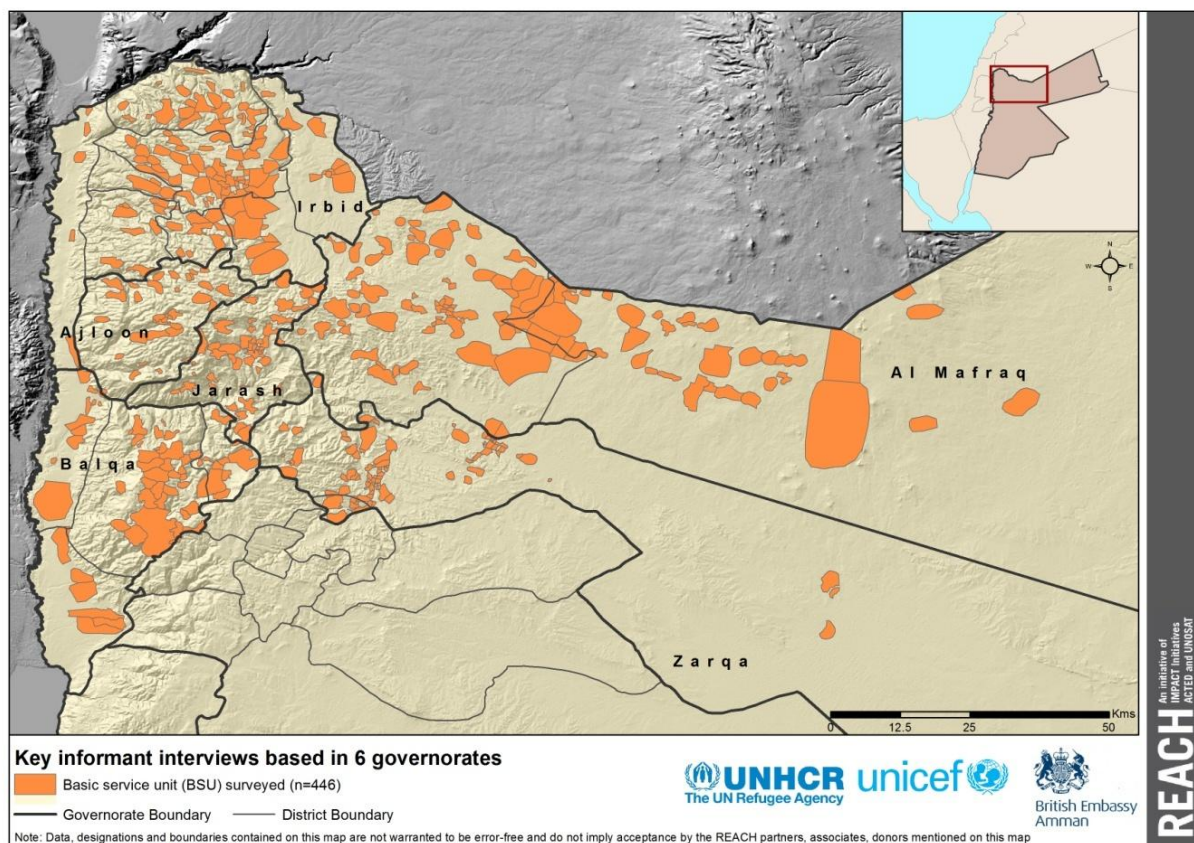 Irbid
Ajloon
Jarash
Al Mafraq
Balqa
Zarqa
N
W E
S
Kms
0 12.5 25 50
Key informant interviews based in 6 governorates
Basic service unit (BSU) surveyed (n=446)
Governorate Boundary District Boundary
Note: Data, designations and boundaries contained on this map are not warranted to be error-free and do not imply acceptance by the REACH partners, associates, donors mentioned on this map
UNHCR
The UN Refugee Agency
unicef
British Embassy
Amman
REACH
An initiative of
IMPACT Initiatives
ACTED and UNOSAT